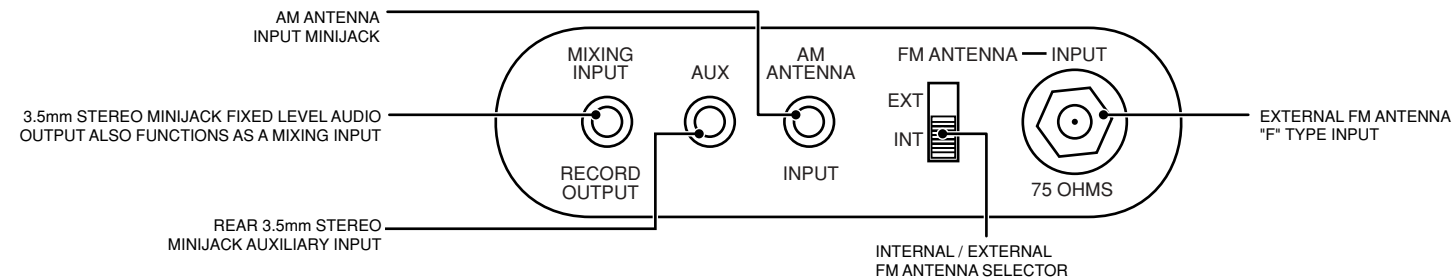 AM ANTENNA
INPUT MINIJACK
3.5mm STEREO MINIJACK FIXED LEVEL AUDIO
OUTPUT ALSO FUNCTIONS AS A MIXING INPUT
REAR 3.5mm STEREO
MINIJACK AUXILIARY INPUT
MIXING
INPUT
RECORD
OUTPUT
AUX
AM
ANTENNA
INPUT
FM ANTENNA — INPUT
EXT
INT
75 OHMS
INTERNAL / EXTERNAL
FM ANTENNA SELECTOR
EXTERNAL FM ANTENNA
"F" TYPE INPUT